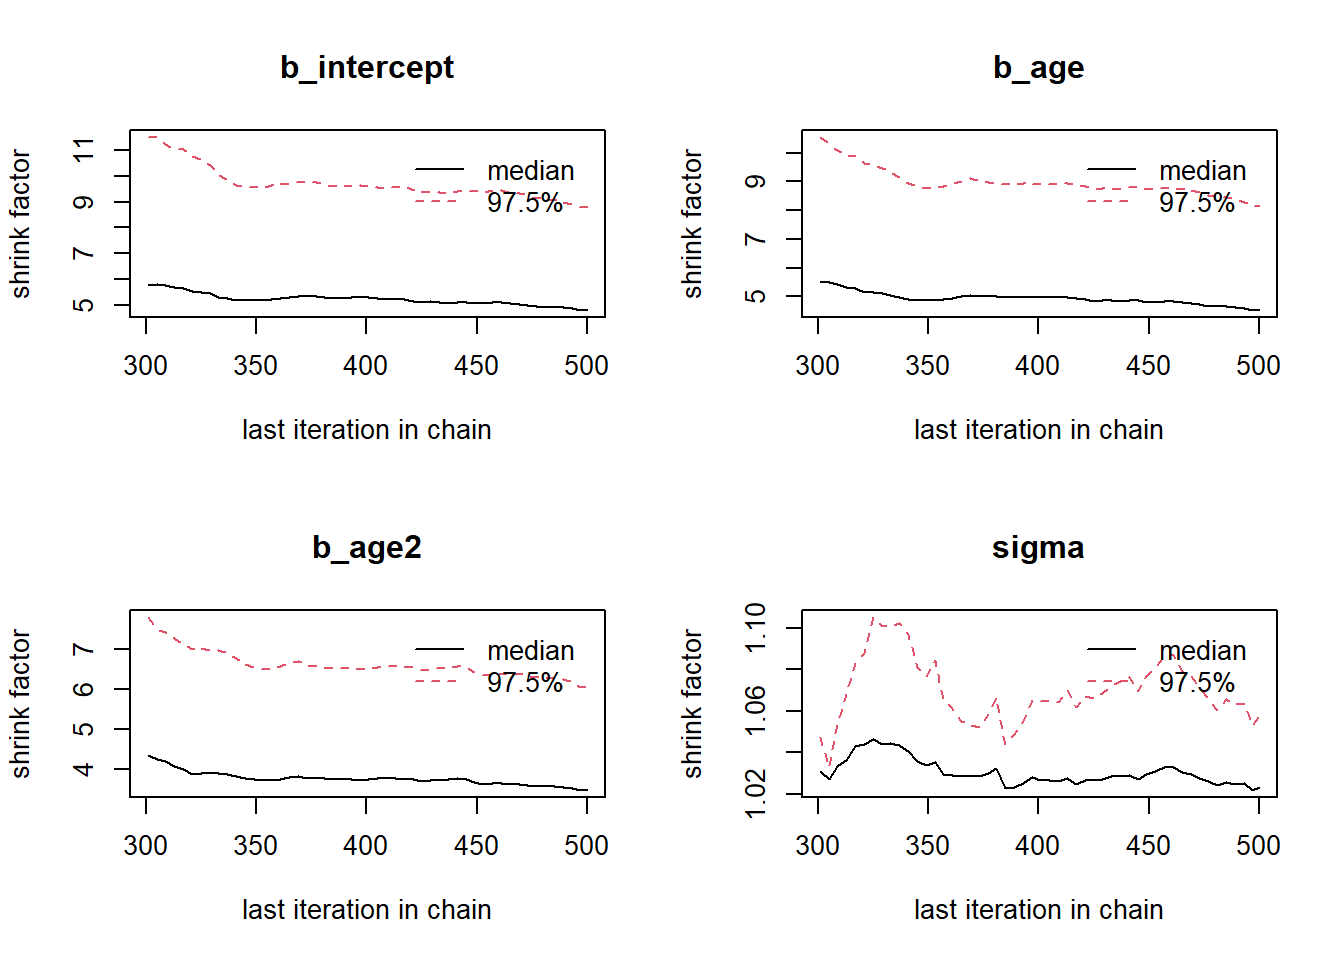 b_intercept
shrink factor
11
9
7
5
median
97.5%
300 350 400 450 500
last iteration in chain
b_age
shrink factor
9
7
5
median
97.5%
300 350 400 450 500
last iteration in chain
b_age2
shrink factor
7
6
5
4
median
97.5%
300 350 400 450 500
last iteration in chain
sigma
shrink factor
1.10
1.06
1.02
median
97.5%
300 350 400 450 500
last iteration in chain